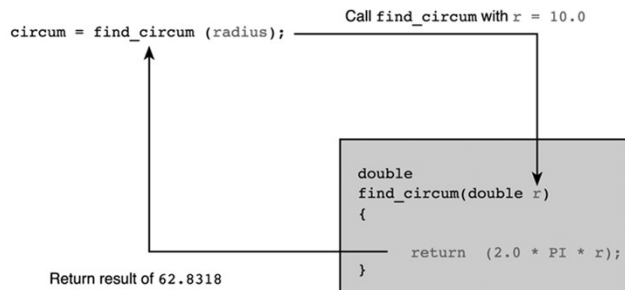 Call find_circum with r = 10.0
circum = find_circum (radius);
double
find_circum(double r)
{
return (2.0 * PI * r);
}
Return result of 62.8318